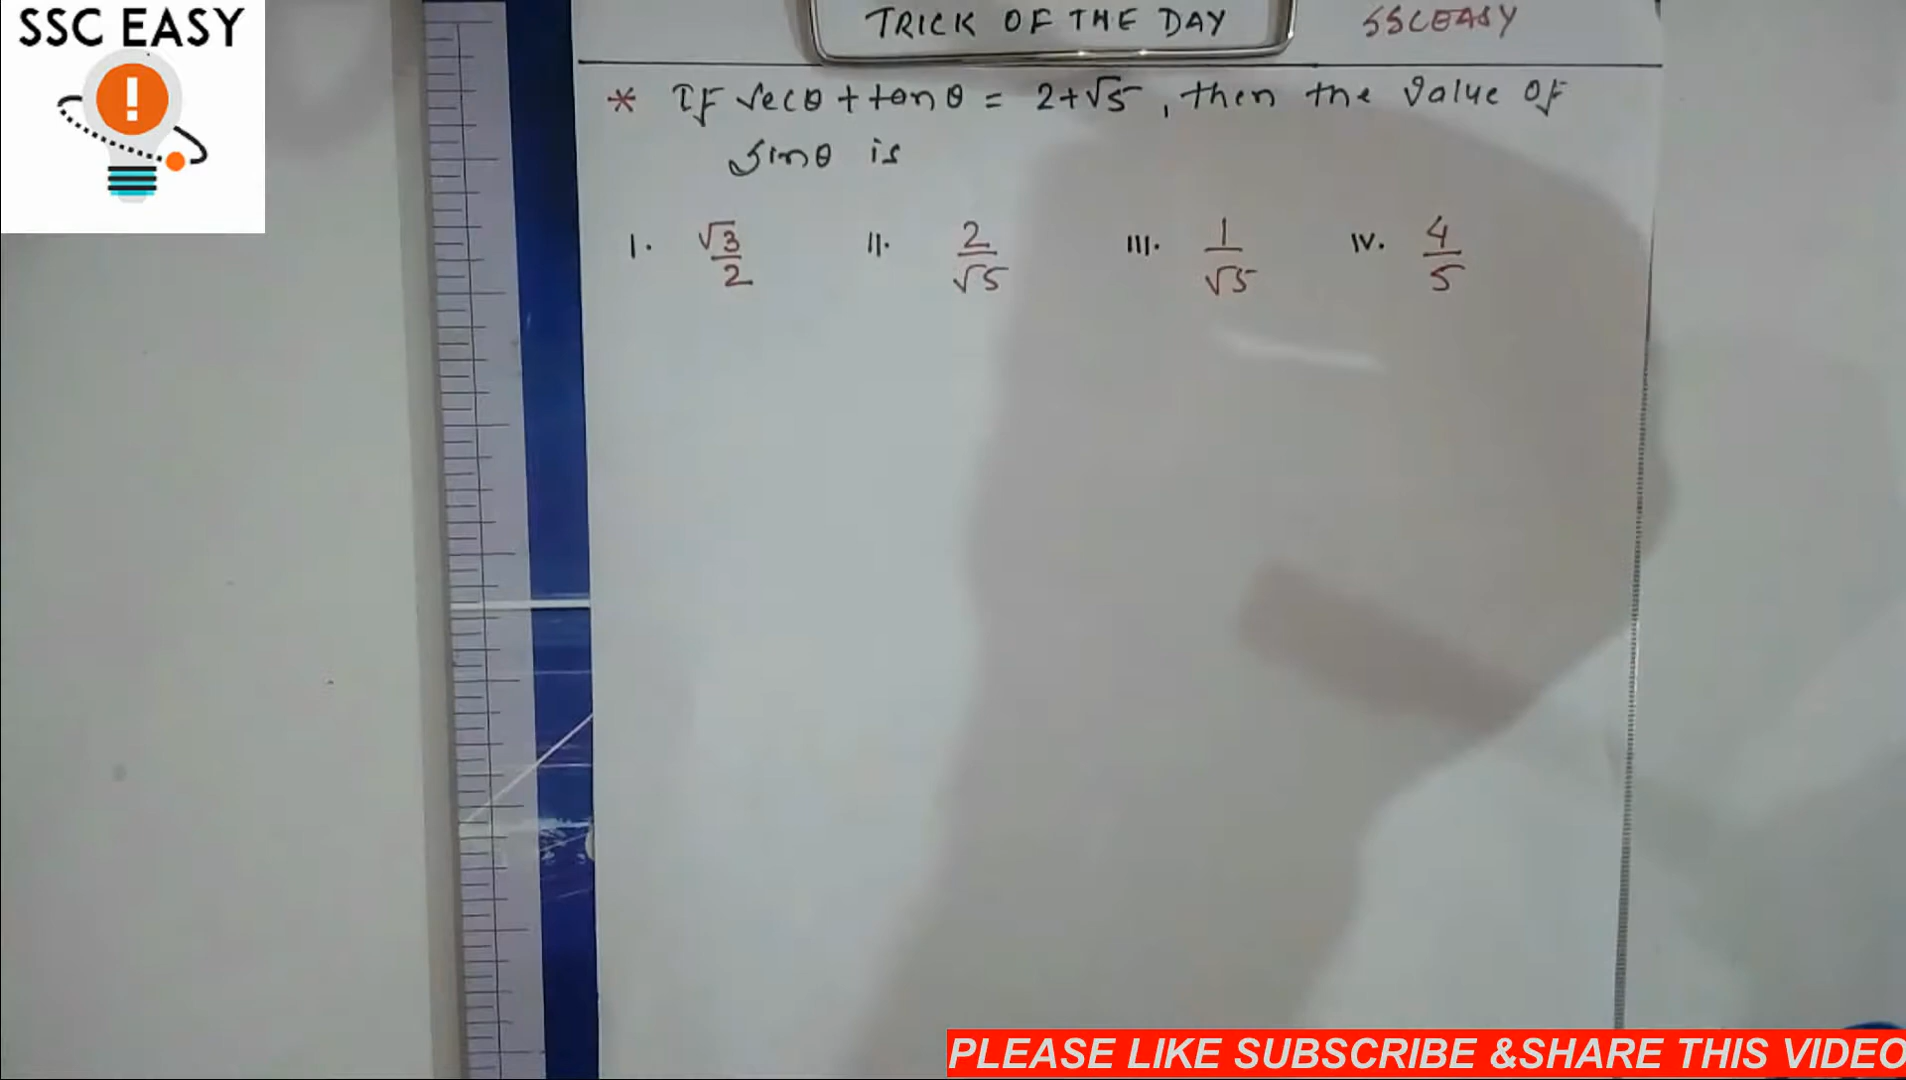 SSC EASY
TRICK OF THE DAY
SSCEASY
* If secθ + tanθ = 2+√5, then the value of
sinθ is
I. √3/2 II. 2/√5 III. 1/√5 IV. 4/5
PLEASE LIKE SUBSCRIBE &SHARE THIS VIDEO